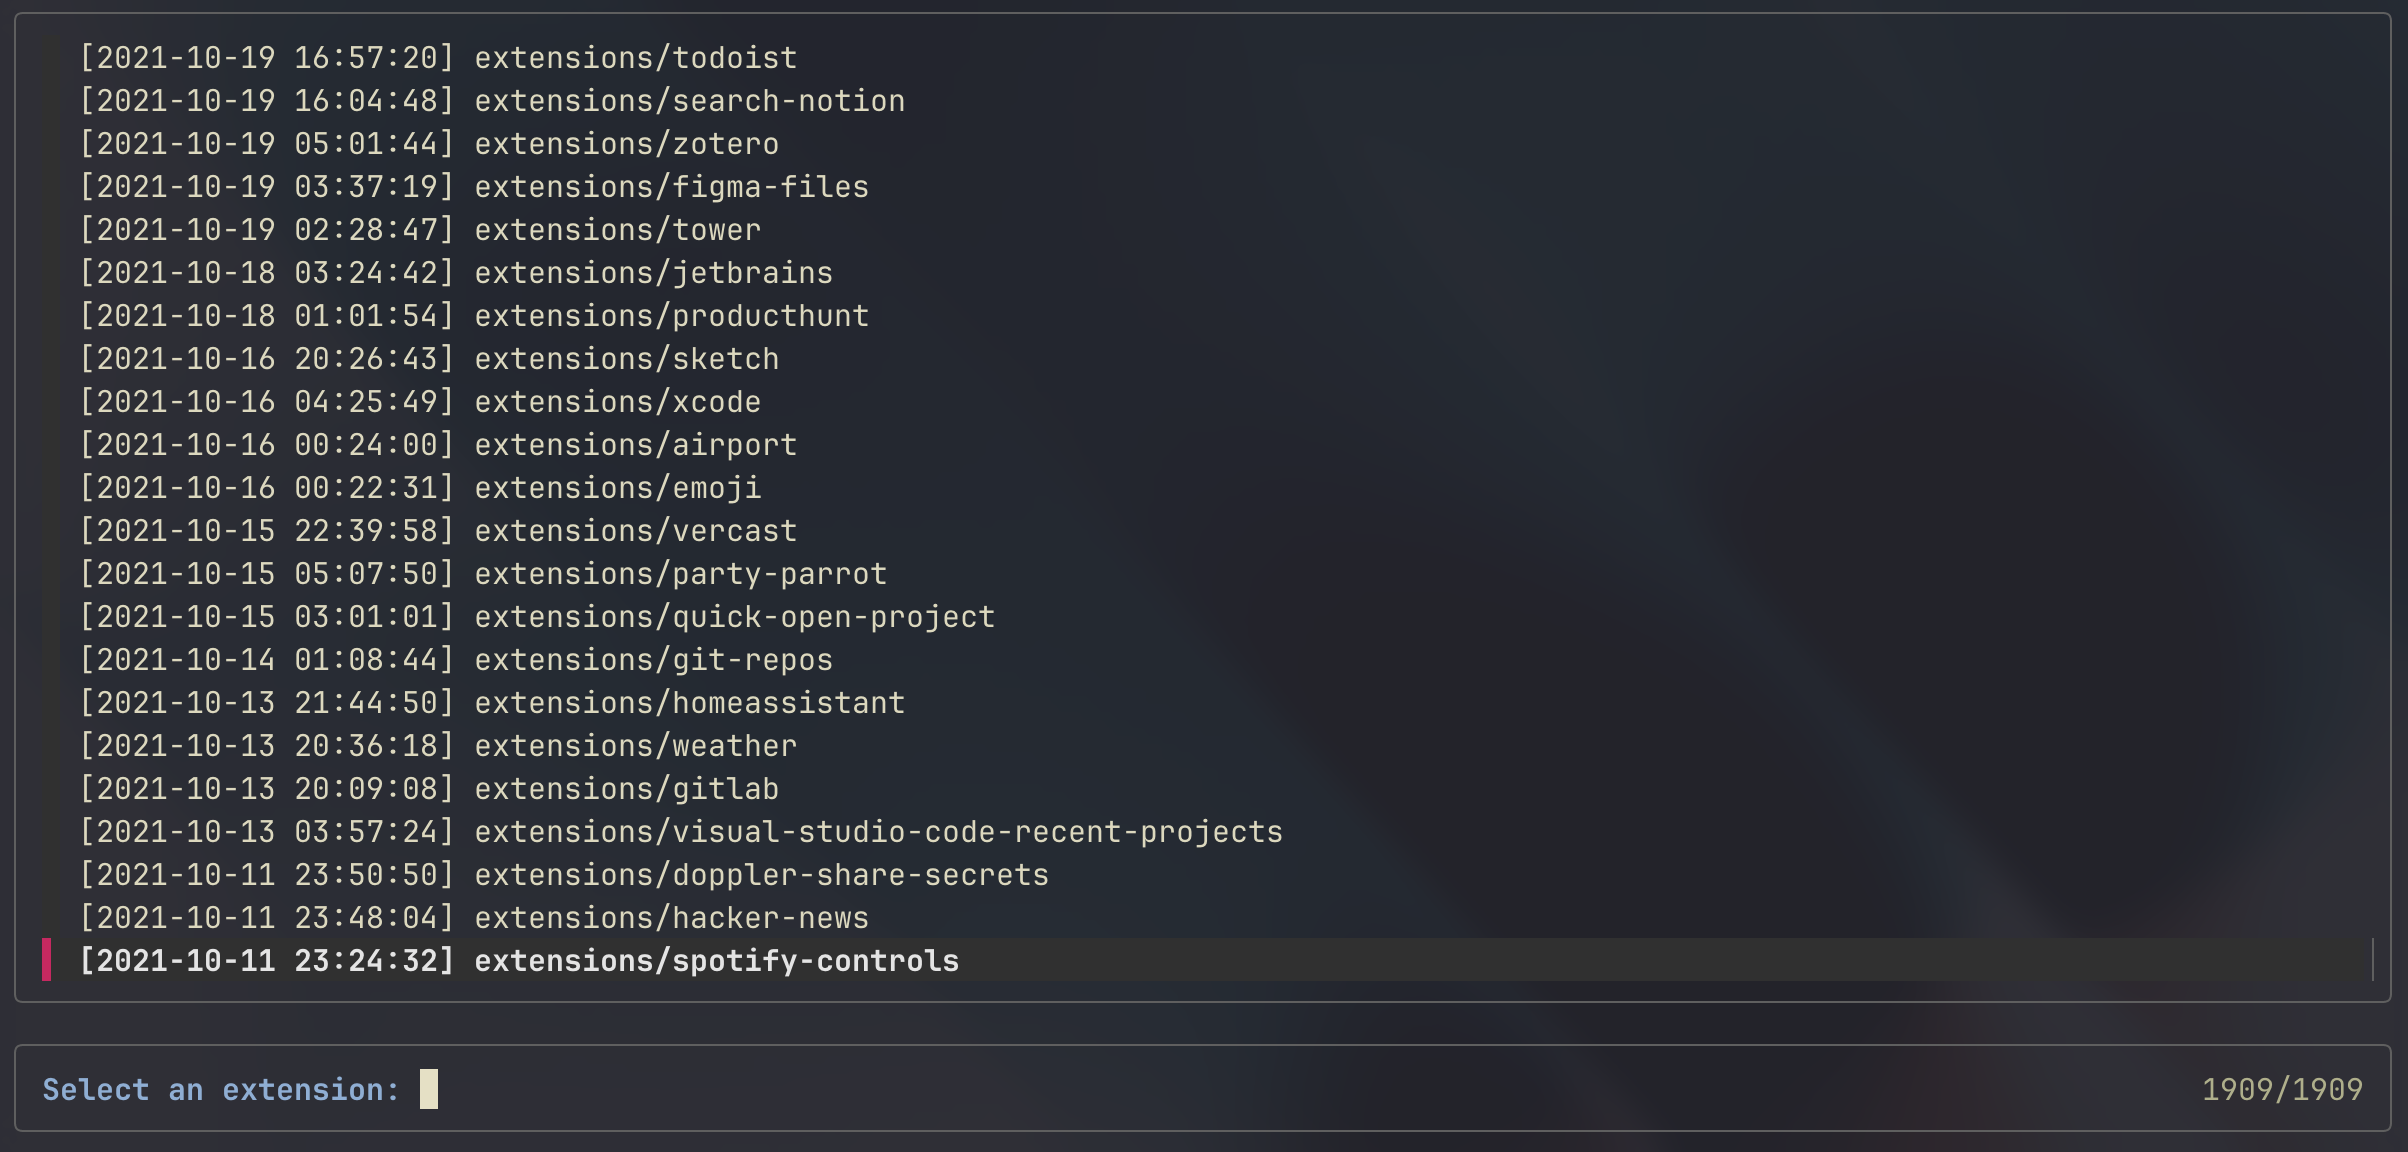 [2021-10-19 16:57:20] extensions/todoist
[2021-10-19 16:04:48] extensions/search-notion
[2021-10-19 05:01:44] extensions/zotero
[2021-10-19 03:37:19] extensions/figma-files
[2021-10-19 02:28:47] extensions/tower
[2021-10-18 03:24:42] extensions/jetbrains
[2021-10-18 01:01:54] extensions/producthunt
[2021-10-16 20:26:43] extensions/sketch
[2021-10-16 04:25:49] extensions/xcode
[2021-10-16 00:24:00] extensions/airport
[2021-10-16 00:22:31] extensions/emoji
[2021-10-15 22:39:58] extensions/vercast
[2021-10-15 05:07:50] extensions/party-parrot
[2021-10-15 03:01:01] extensions/quick-open-project
[2021-10-14 01:08:44] extensions/git-repos
[2021-10-13 21:44:50] extensions/homeassistant
[2021-10-13 20:36:18] extensions/weather
[2021-10-13 20:09:08] extensions/gitlab
[2021-10-13 03:57:24] extensions/visual-studio-code-recent-projects
[2021-10-11 23:50:50] extensions/doppler-share-secrets
[2021-10-11 23:48:04] extensions/hacker-news
[2021-10-11 23:24:32] extensions/spotify-controls
Select an extension: 1909/1909